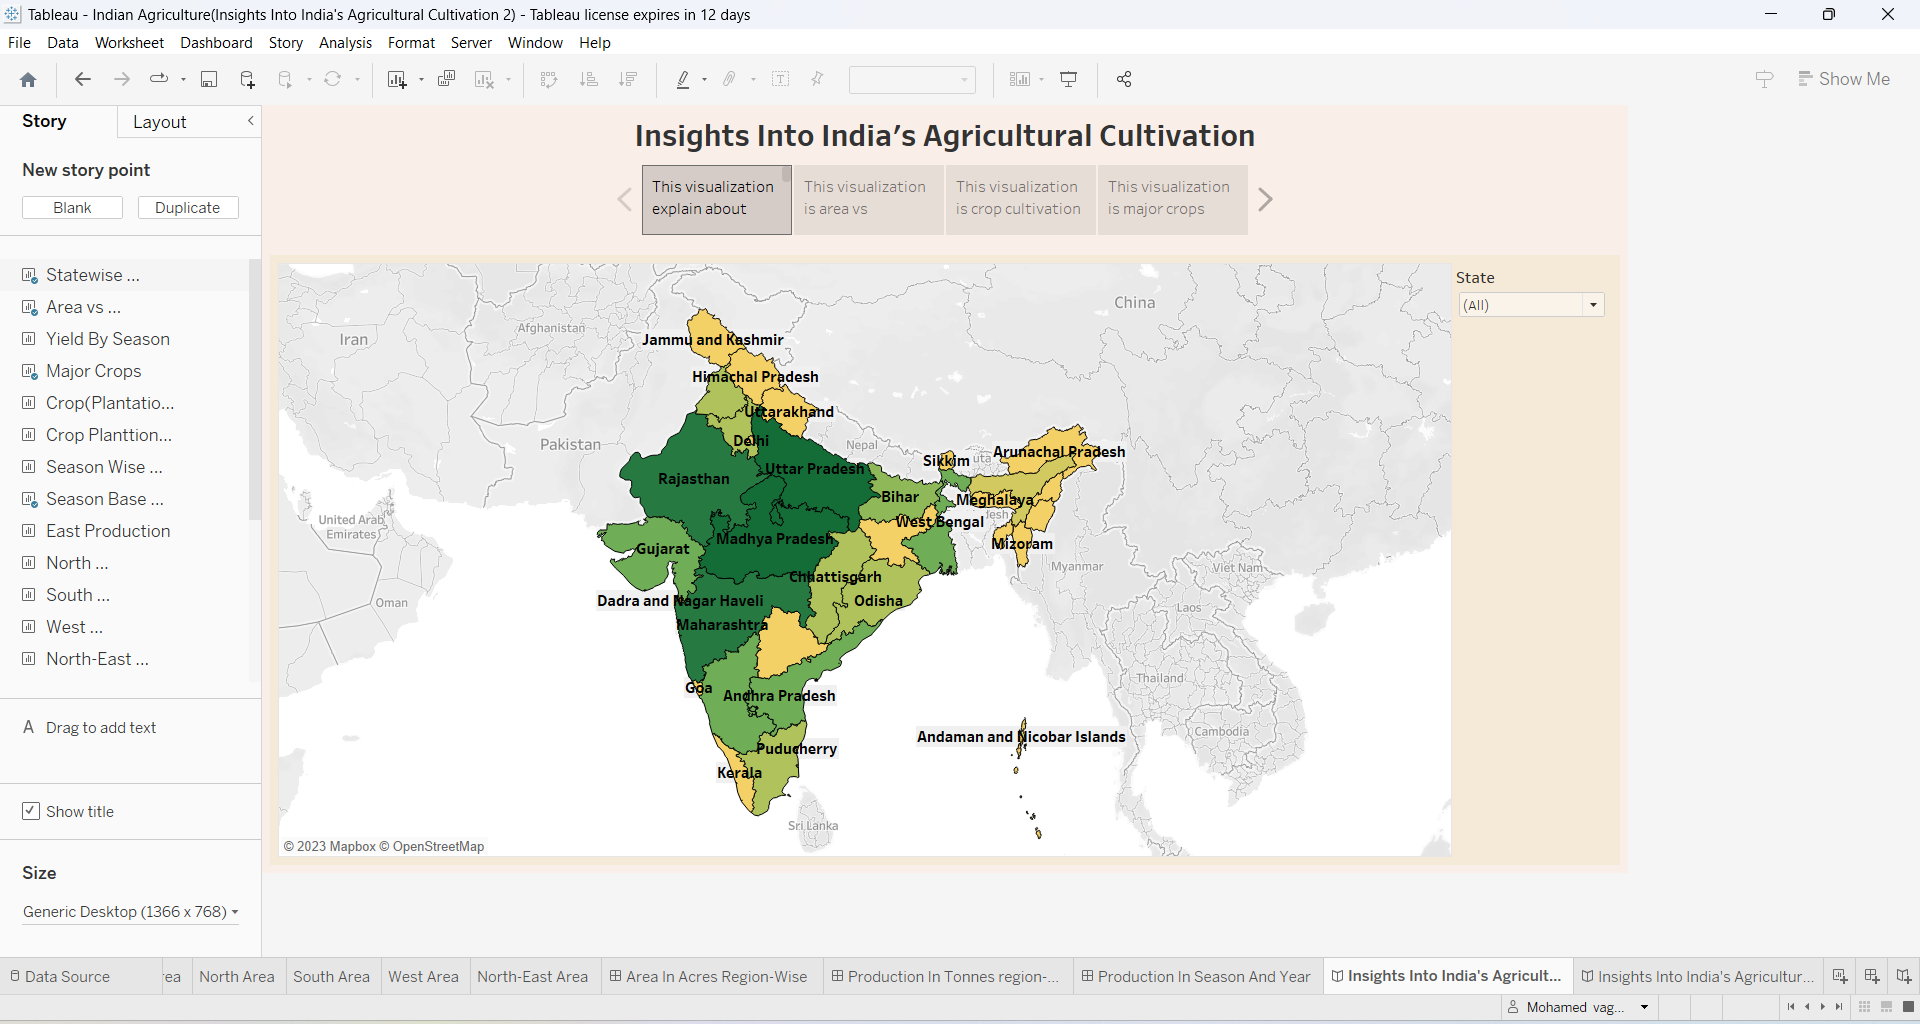 Tableau - Indian Agriculture(Insights Into India's Agricultural Cultivation 2) - Tableau license expires in 12 days
File Data Worksheet Dashboard Story Analysis Format Server Window Help
Show Me
Story Layout
New story point
Blank Duplicate
Statewise ...
Area vs ...
Yield By Season
Major Crops
Crop(Plantatio...
Crop Planttion...
Season Wise ...
Season Base ...
East Production
North ...
South ...
West ...
North-East ...
A Drag to add text
Show title
Size
Generic Desktop (1366 x 768)
Insights Into India’s Agricultural Cultivation
This visualization
explain about
This visualization
is area vs
This visualization
is crop cultivation
This visualization
is major crops
State
(All)
China
Afghanistan
Iran
Jammu and Kashmir
Himachal Pradesh
Uttarakhand
Delhi
Pakistan
Nepal
Arunachal Pradesh
Sikkim
uta
Uttar Pradesh
Rajasthan
Bihar
Meghalaya
desh
United Arab
Emirates
West Bengal
Madhya Pradesh
Mizoram
Gujarat
Myanmar
Viet Nam
Chhattisgarh
Oman
Dadra and Nagar Haveli
Odisha
Laos
Maharashtra
Thailand
Goa
Andhra Pradesh
Cambodia
Andaman and Nicobar Islands
Puducherry
Kerala
Sri Lanka
© 2023 Mapbox © OpenStreetMap
Data Source rea North Area South Area West Area North-East Area Area In Acres Region-Wise Production In Tonnes region-... Production In Season And Year Insights Into India's Agricult... Insights Into India's Agricultur...
Mohamed vag...